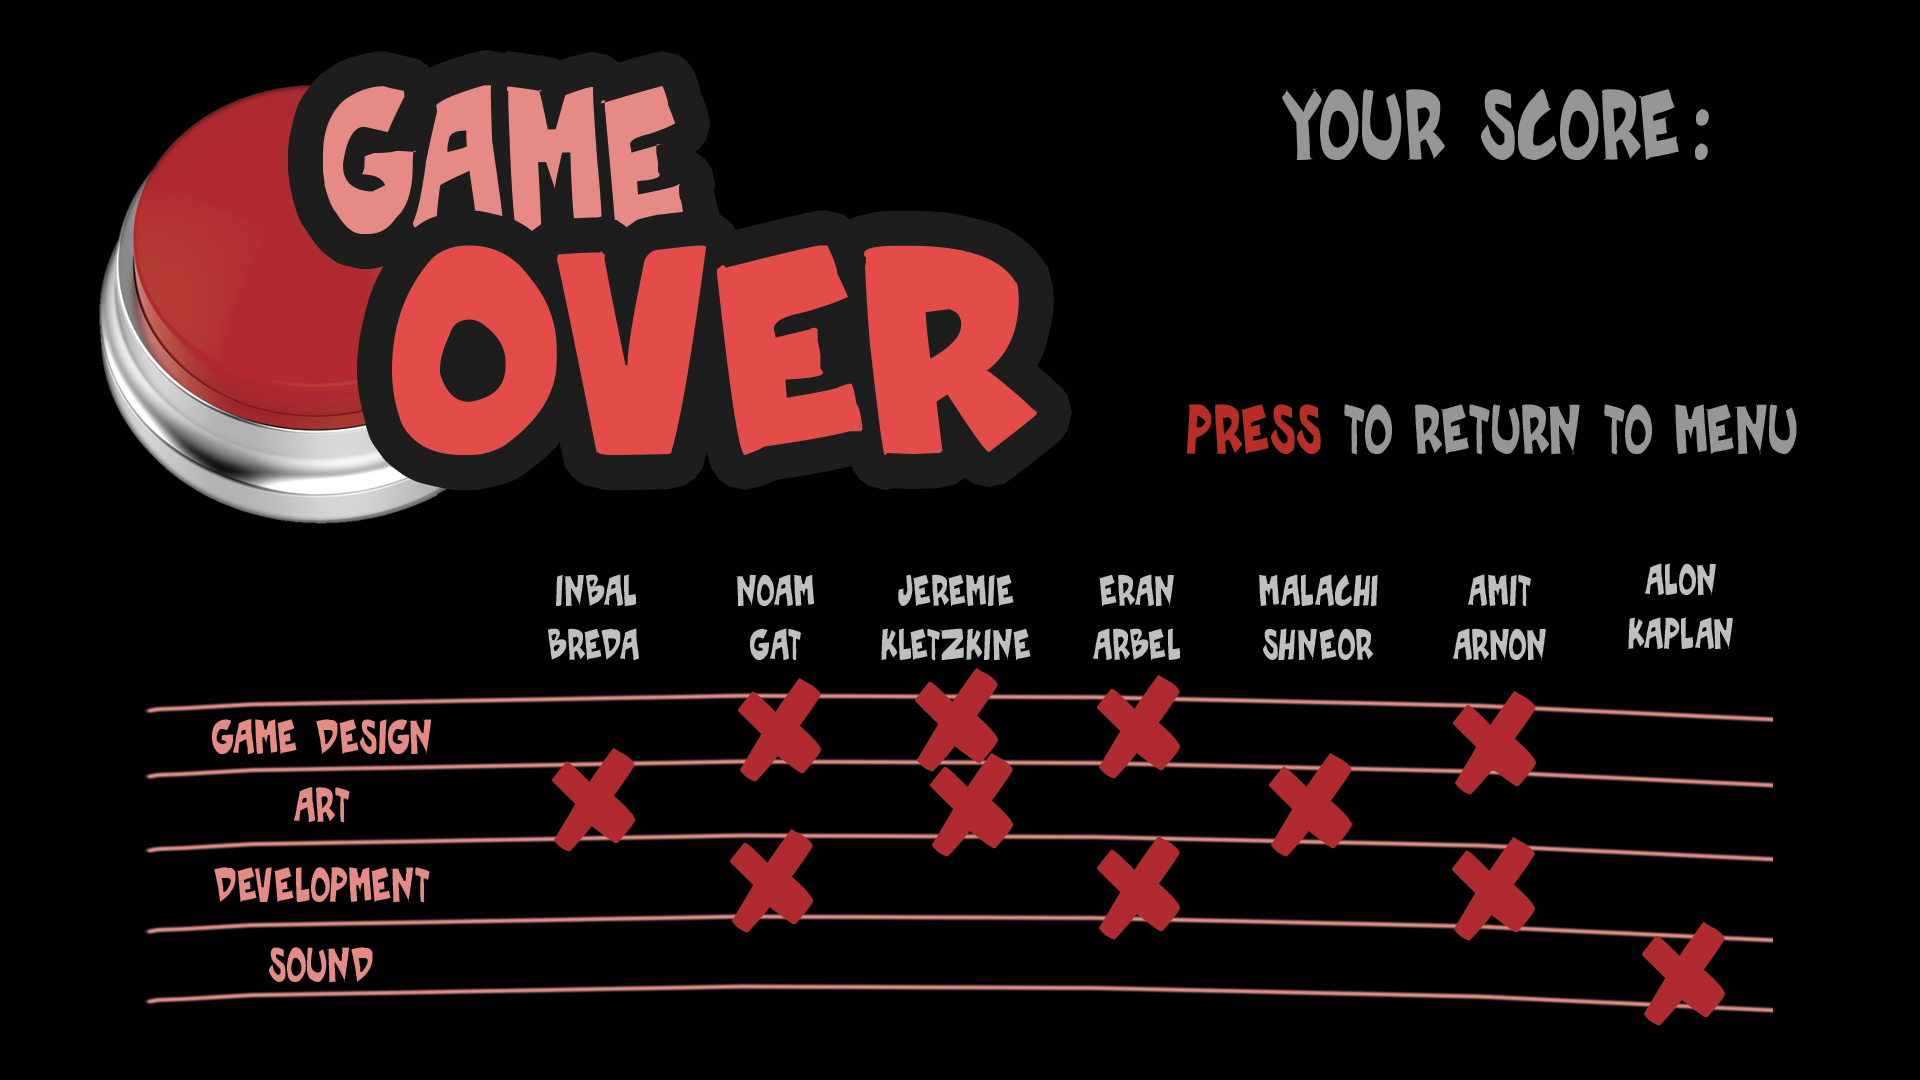 GAME
OVER
YOUR SCORE:
PRESS TO RETURN TO MENU
INBAL BREDA
NOAM GAT
JEREMIE KLETZKINE
ERAN ARBEL
MALACHI SHNEOR
AMIT ARNON
ALON KAPLAN
GAME DESIGN
ART
DEVELOPMENT
SOUND